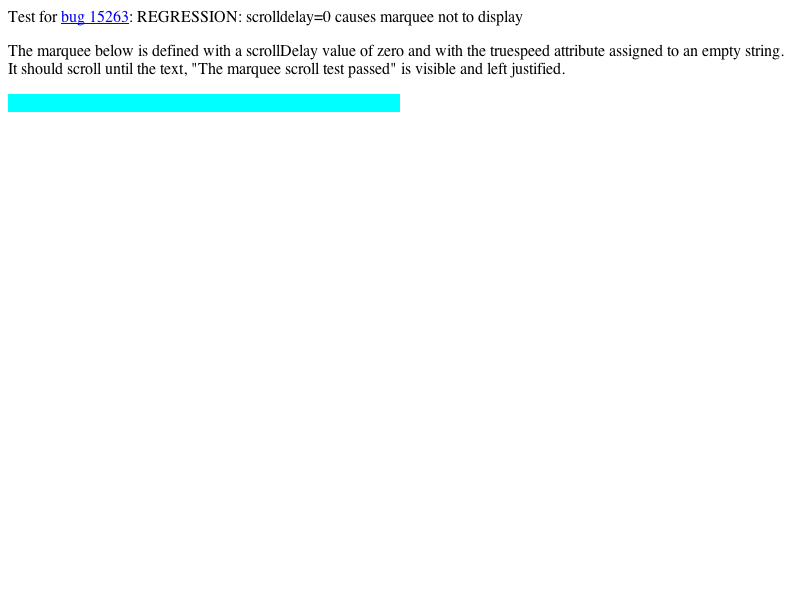 Test for bug 15263: REGRESSION: scrolldelay=0 causes marquee not to display
The marquee below is defined with a scrollDelay value of zero and with the truespeed attribute assigned to an empty string.
It should scroll until the text, "The marquee scroll test passed" is visible and left justified.